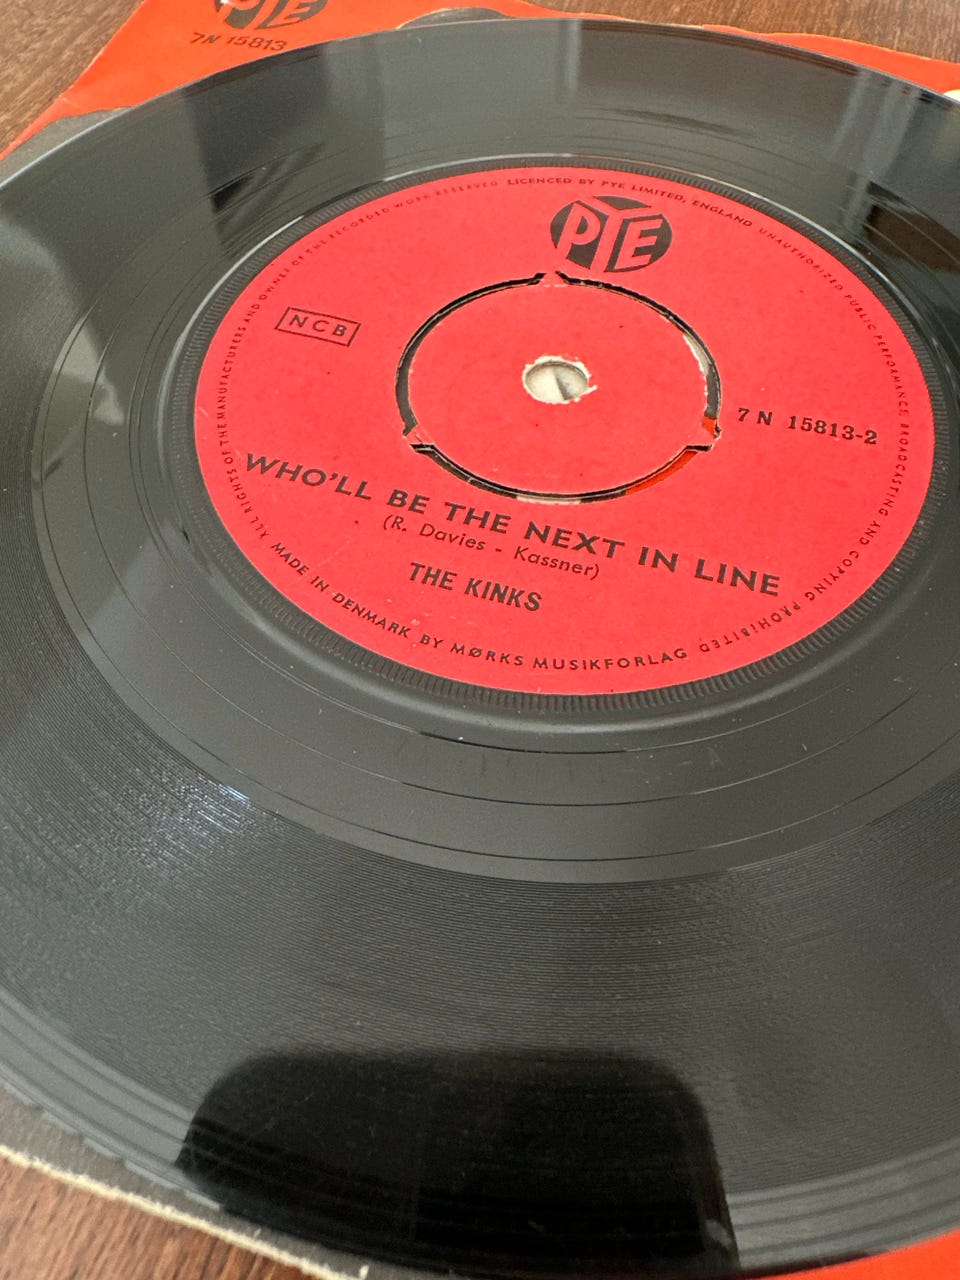 PYE
7N 15813
ALL RIGHTS OF THE MANUFACTURERS AND OWNER OF THE RECORDED WORK RESERVED LICENCED BY PYE LIMITED, ENGLAND UNAUTHORIZED PUBLIC PERFORMANCE, BROADCASTING AND COPYING PROHIBITED
PYE
NCB
7 N 15813-2
WHO'LL BE THE NEXT IN LINE
(R. Davies - Kassner)
THE KINKS
MADE IN DENMARK BY MØRKS MUSIKFORLAG